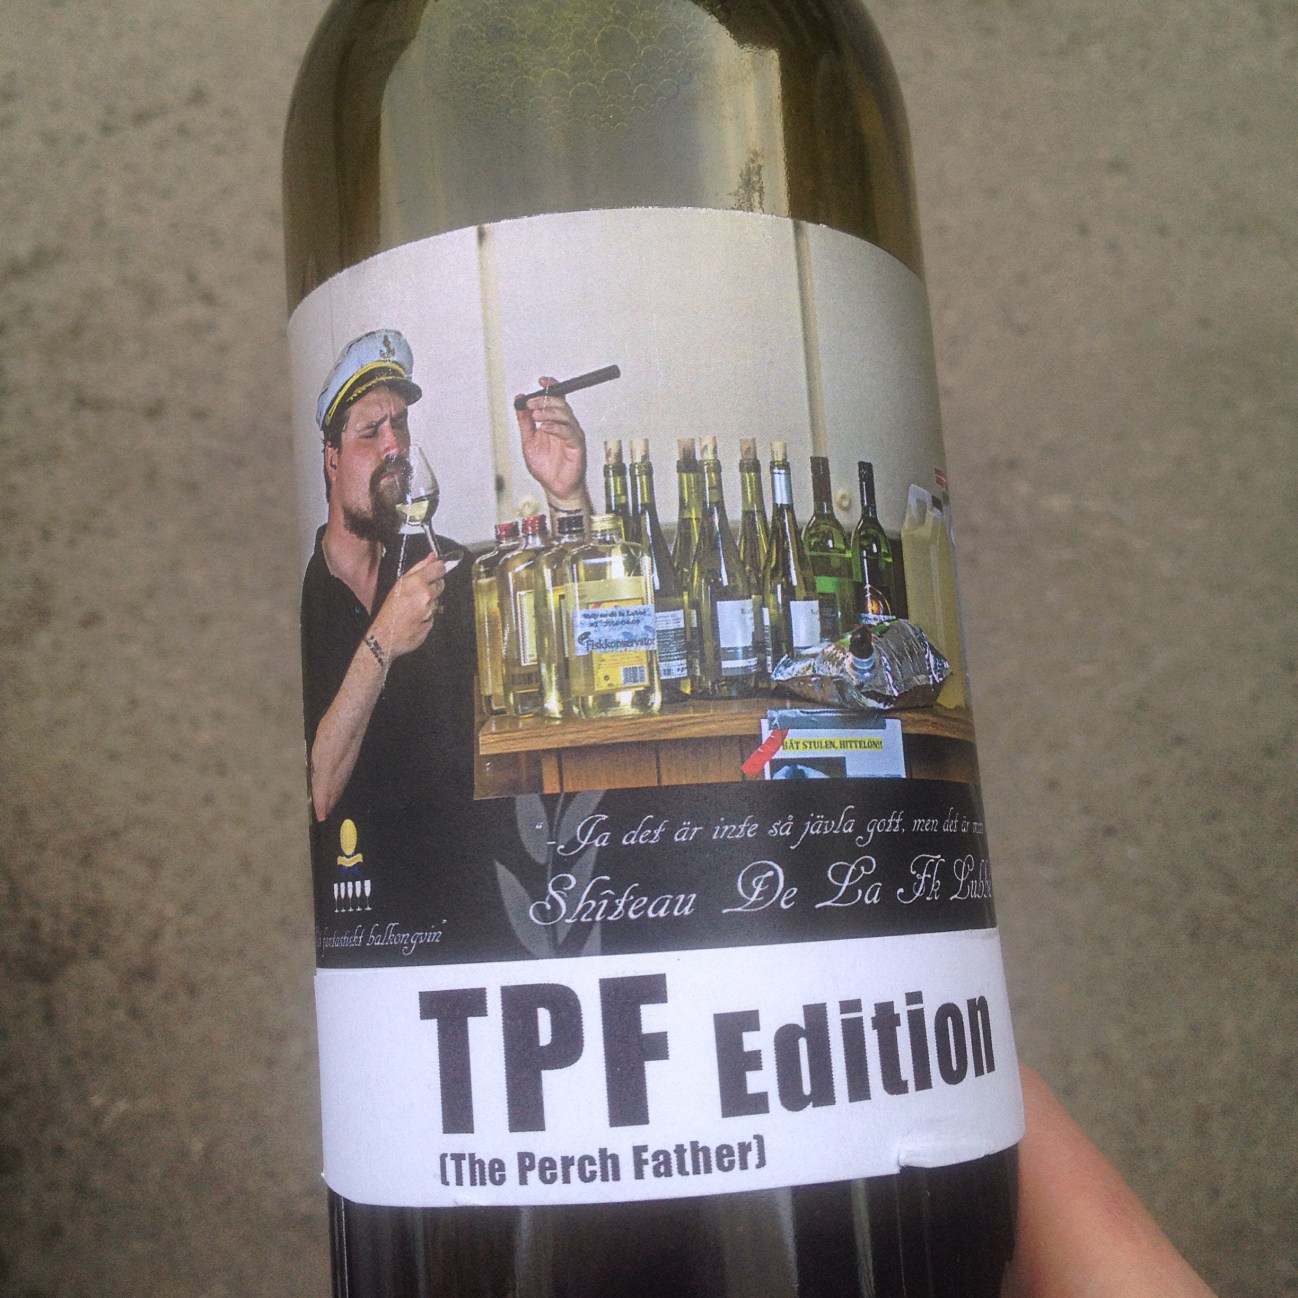 Fiskkonservator
BÅT STULEN, HITTELÖN!!
"-Ja det är inte så jävla gott, men det är
Shîteau De La Fk
fantastiskt balkongvin"
TPF Edition
(The Perch Father)